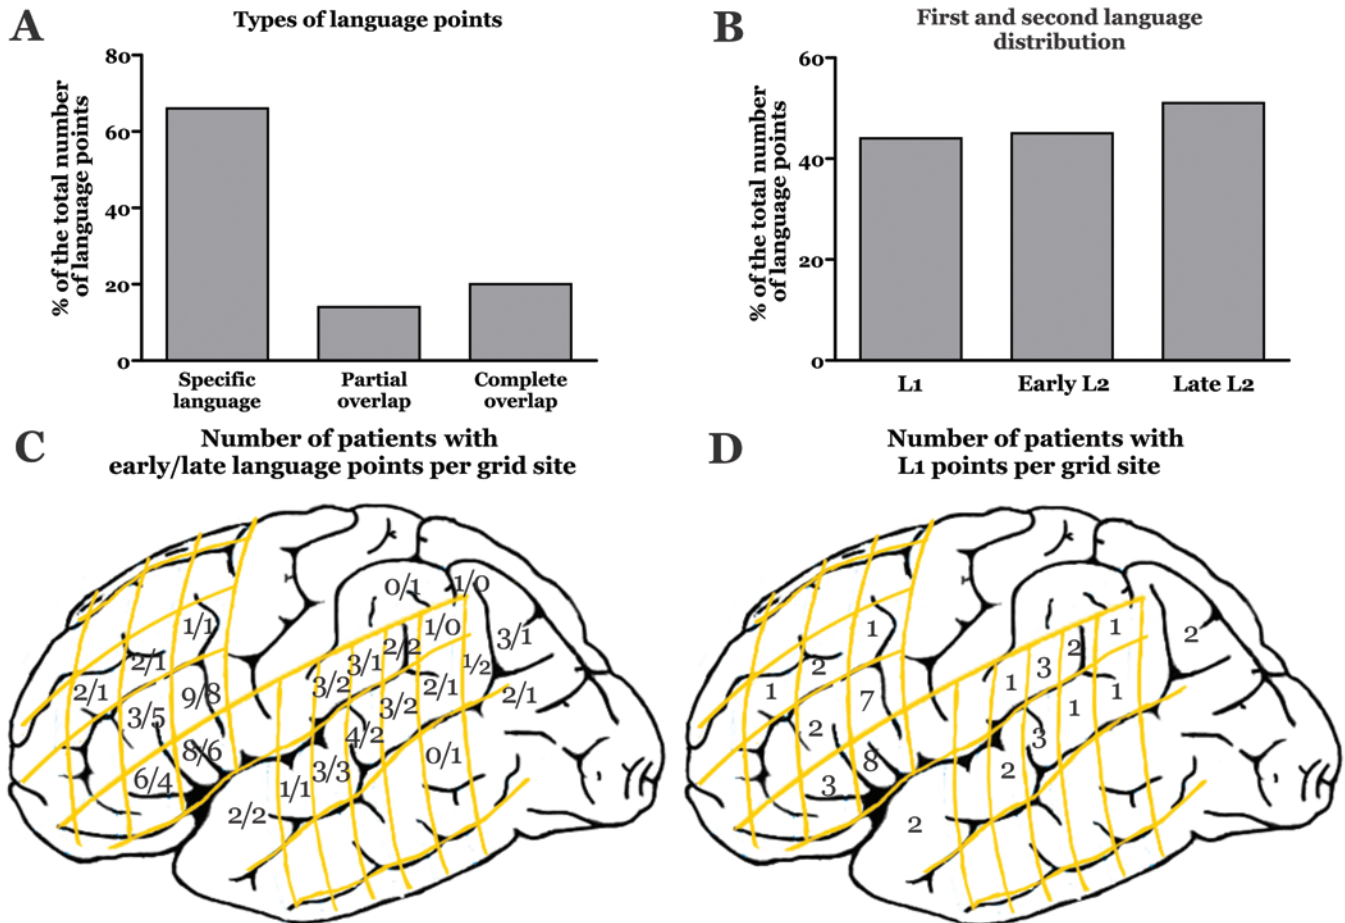 A
Types of language points
% of the total number
of language points
80
60
40
20
0
Specific
language
Partial
overlap
Complete
overlap
B
First and second language
distribution
% of the total number
of language points
60
40
20
0
L1
Early L2
Late L2
C
Number of patients with
early/late language points per grid site
0/1
1/0
1/1
1/0
3/1
2/2
2/1
3/1
1/2
2/1
9/8
3/2
2/1
2/1
3/5
3/2
8/6
4/2
0/1
6/4
3/3
1/1
2/2
D
Number of patients with
L1 points per grid site
1
1
2
2
2
3
1
7
1
1
2
1
3
8
2
3
2